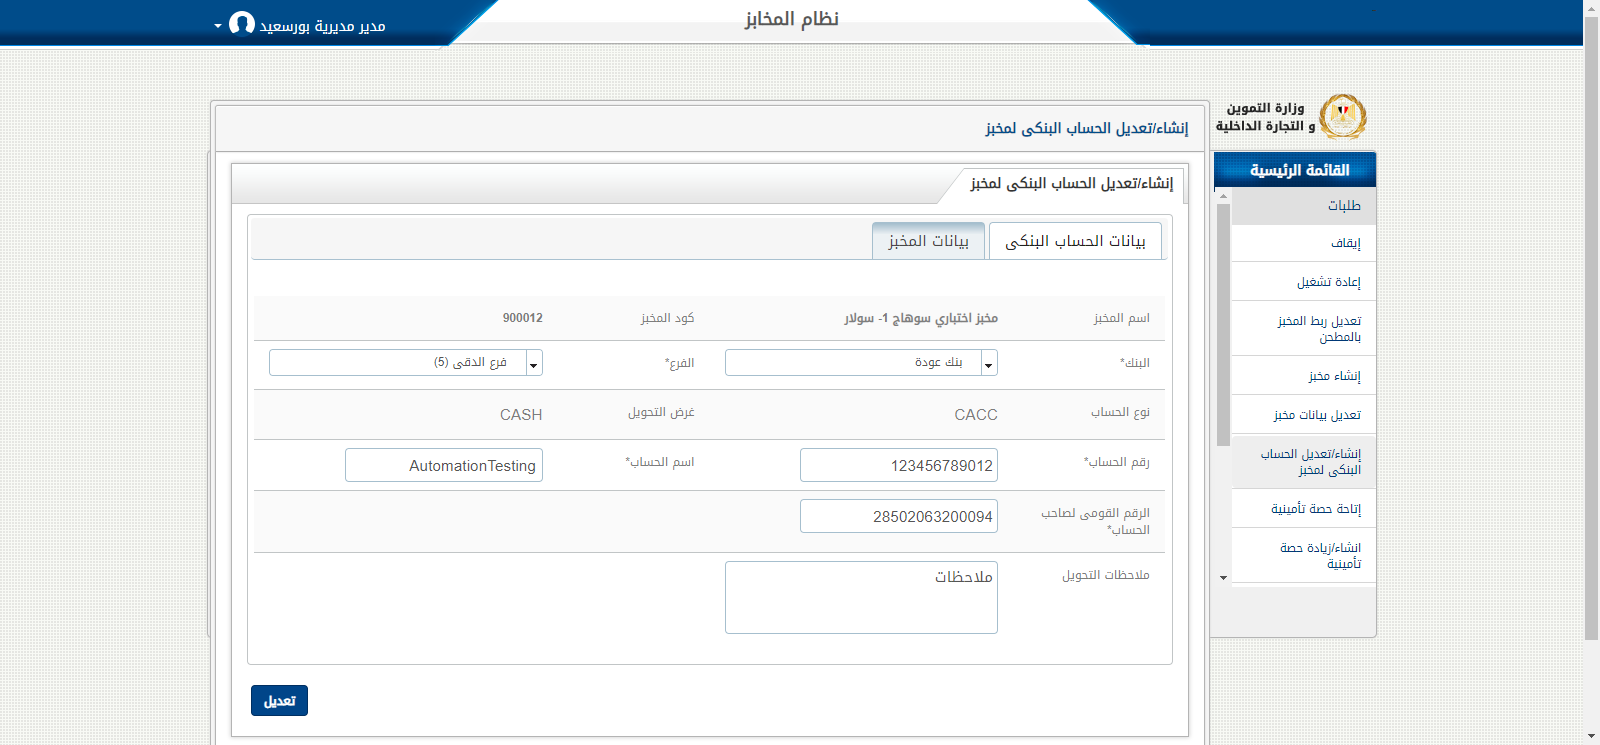 نظام المخابز
مدير مديرية بورسعيد
وزارة التموين
و التجارة الداخلية
القائمة الرئيسية
طلبات
إيقاف
إعادة تشغيل
تعديل ربط المخبز
بالمطحن
إنشاء مخبز
تعديل بيانات مخبز
إنشاء/تعديل الحساب
البنكى لمخبز
إتاحة حصة تأمينية
انشاء/زيادة حصة
تأمينية
إنشاء/تعديل الحساب البنكى لمخبز
إنشاء/تعديل الحساب البنكى لمخبز
بيانات الحساب البنكى
بيانات المخبز
اسم المخبز مخبز اختباري سوهاج 1- سولار كود المخبز 900012
البنك* بنك عودة الفرع* فرع الدقى (5)
نوع الحساب CACC غرض التحويل CASH
رقم الحساب* 123456789012 اسم الحساب* AutomationTesting
الرقم القومى لصاحب
الحساب*
28502063200094
ملاحظات التحويل ملاحظات
تعديل